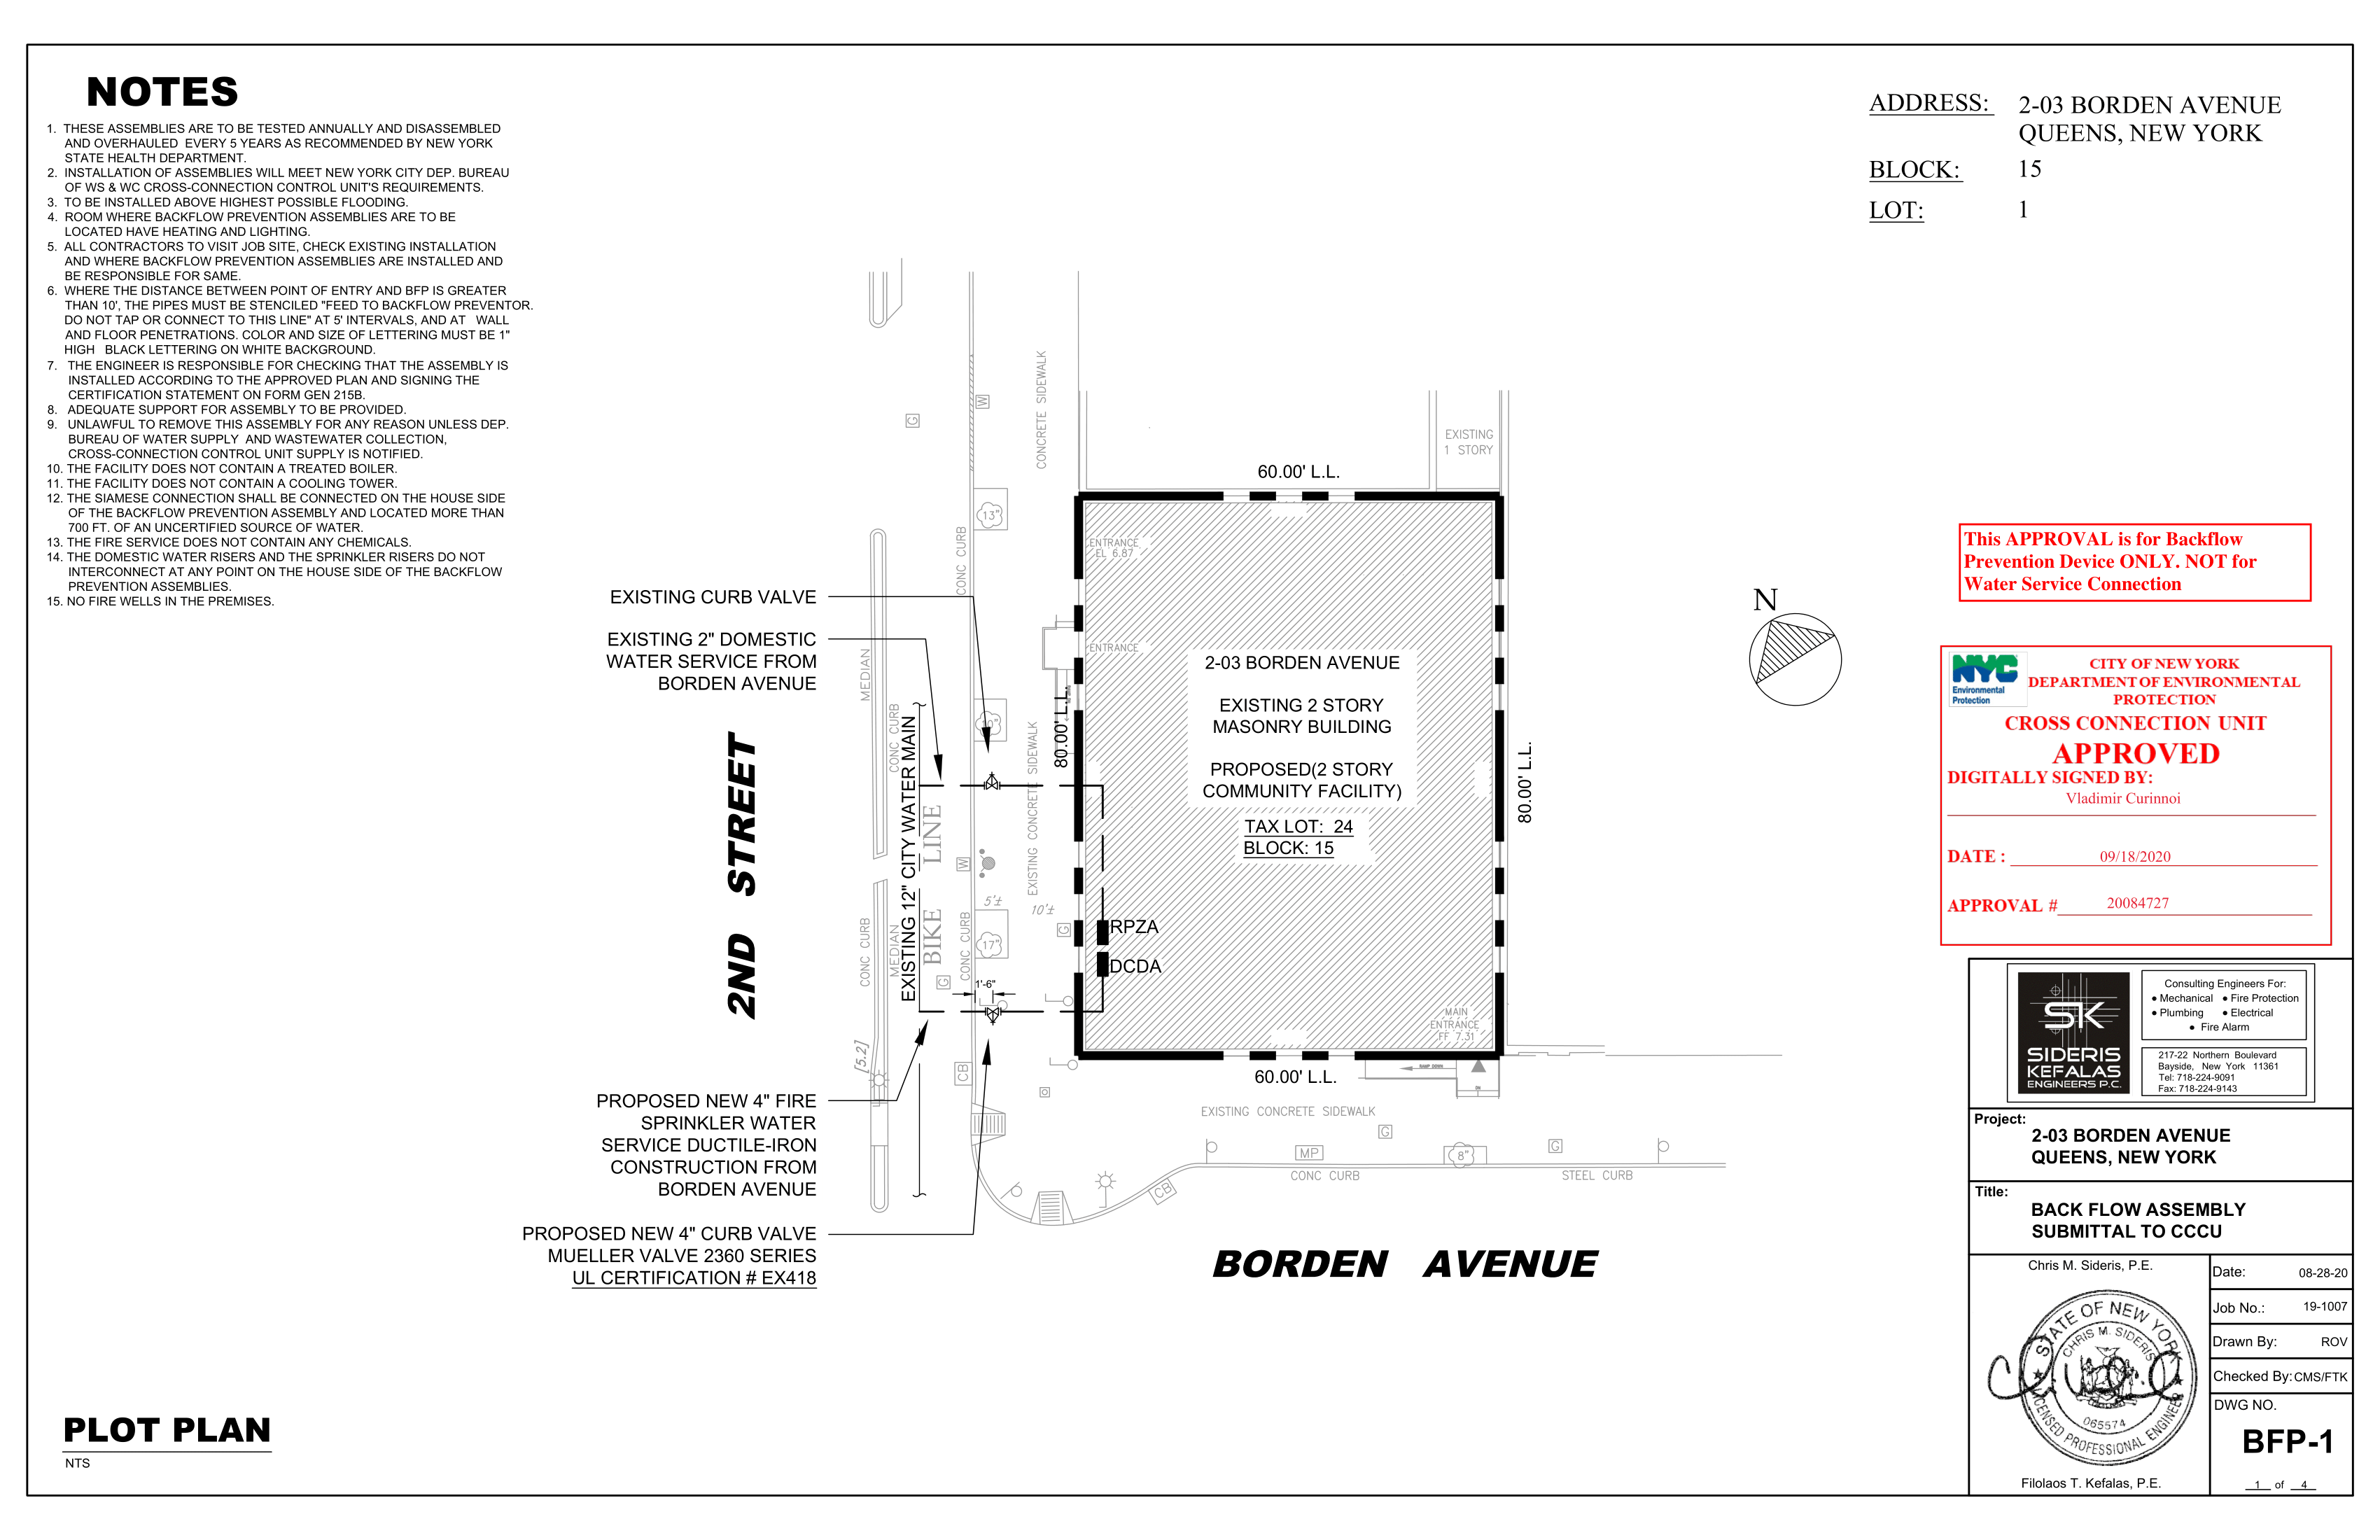 NOTES
1. THESE ASSEMBLIES ARE TO BE TESTED ANNUALLY AND DISASSEMBLED
AND OVERHAULED EVERY 5 YEARS AS RECOMMENDED BY NEW YORK
STATE HEALTH DEPARTMENT.
2. INSTALLATION OF ASSEMBLIES WILL MEET NEW YORK CITY DEP. BUREAU
OF WS & WC CROSS-CONNECTION CONTROL UNIT'S REQUIREMENTS.
3. TO BE INSTALLED ABOVE HIGHEST POSSIBLE FLOODING.
4. ROOM WHERE BACKFLOW PREVENTION ASSEMBLIES ARE TO BE
LOCATED HAVE HEATING AND LIGHTING.
5. ALL CONTRACTORS TO VISIT JOB SITE, CHECK EXISTING INSTALLATION
AND WHERE BACKFLOW PREVENTION ASSEMBLIES ARE INSTALLED AND
BE RESPONSIBLE FOR SAME.
6. WHERE THE DISTANCE BETWEEN POINT OF ENTRY AND BFP IS GREATER
THAN 10', THE PIPES MUST BE STENCILED "FEED TO BACKFLOW PREVENTOR.
DO NOT TAP OR CONNECT TO THIS LINE" AT 5' INTERVALS, AND AT WALL
AND FLOOR PENETRATIONS. COLOR AND SIZE OF LETTERING MUST BE 1"
HIGH BLACK LETTERING ON WHITE BACKGROUND.
7. THE ENGINEER IS RESPONSIBLE FOR CHECKING THAT THE ASSEMBLY IS
INSTALLED ACCORDING TO THE APPROVED PLAN AND SIGNING THE
CERTIFICATION STATEMENT ON FORM GEN 215B.
8. ADEQUATE SUPPORT FOR ASSEMBLY TO BE PROVIDED.
9. UNLAWFUL TO REMOVE THIS ASSEMBLY FOR ANY REASON UNLESS DEP.
BUREAU OF WATER SUPPLY AND WASTEWATER COLLECTION,
CROSS-CONNECTION CONTROL UNIT SUPPLY IS NOTIFIED.
10. THE FACILITY DOES NOT CONTAIN A TREATED BOILER.
11. THE FACILITY DOES NOT CONTAIN A COOLING TOWER.
12. THE SIAMESE CONNECTION SHALL BE CONNECTED ON THE HOUSE SIDE
OF THE BACKFLOW PREVENTION ASSEMBLY AND LOCATED MORE THAN
700 FT. OF AN UNCERTIFIED SOURCE OF WATER.
13. THE FIRE SERVICE DOES NOT CONTAIN ANY CHEMICALS.
14. THE DOMESTIC WATER RISERS AND THE SPRINKLER RISERS DO NOT
INTERCONNECT AT ANY POINT ON THE HOUSE SIDE OF THE BACKFLOW
PREVENTION ASSEMBLIES.
15. NO FIRE WELLS IN THE PREMISES.
ADDRESS: 2-03 BORDEN AVENUE
QUEENS, NEW YORK
BLOCK: 15
LOT: 1
CONCRETE SIDEWALK
W
G
EXISTING
1 STORY
60.00' L.L.
13"
CONC CURB
ENTRANCE
EL 6.87
ENTRANCE
EXISTING CURB VALVE
EXISTING 2" DOMESTIC
WATER SERVICE FROM
BORDEN AVENUE
MEDIAN
CONC CURB
2ND STREET
EXISTING 12" CITY WATER MAIN
BIKE LINE
EXISTING CONCRETE SIDEWALK
80.00' L.L.
2-03 BORDEN AVENUE
EXISTING 2 STORY
MASONRY BUILDING
PROPOSED(2 STORY
COMMUNITY FACILITY)
TAX LOT: 24
BLOCK: 15
80.00' L.L.
W
5'±
10'±
G
17"
CONC CURB
CONC CURB
MEDIAN
G
1'-6"
RPZA
DCDA
MAIN
ENTRANCE
FF 7.31
[5.2]
CB
60.00' L.L.
RAMP DOWN
EXISTING CONCRETE SIDEWALK
G
MP
8"
G
CONC CURB
STEEL CURB
CB
PROPOSED NEW 4" FIRE
SPRINKLER WATER
SERVICE DUCTILE-IRON
CONSTRUCTION FROM
BORDEN AVENUE
PROPOSED NEW 4" CURB VALVE
MUELLER VALVE 2360 SERIES
UL CERTIFICATION # EX418
BORDEN AVENUE
N
This APPROVAL is for Backflow
Prevention Device ONLY. NOT for
Water Service Connection
NYC
Environmental
Protection
CITY OF NEW YORK
DEPARTMENT OF ENVIRONMENTAL
PROTECTION
CROSS CONNECTION UNIT
APPROVED
DIGITALLY SIGNED BY:
Vladimir Curinnoi
DATE : 09/18/2020
APPROVAL # 20084727
SK
SIDERIS
KEFALAS
ENGINEERS P.C.
Consulting Engineers For:
● Mechanical ● Fire Protection
● Plumbing ● Electrical
● Fire Alarm
217-22 Northern Boulevard
Bayside, New York 11361
Tel: 718-224-9091
Fax: 718-224-9143
Project:
2-03 BORDEN AVENUE
QUEENS, NEW YORK
Title:
BACK FLOW ASSEMBLY
SUBMITTAL TO CCCU
Chris M. Sideris, P.E.
STATE OF NEW YORK
CHRIS M. SIDERIS
065574
LICENSED PROFESSIONAL ENGINEER
Filolaos T. Kefalas, P.E.
Date: 08-28-20
Job No.: 19-1007
Drawn By: ROV
Checked By: CMS/FTK
DWG NO.
BFP-1
1 of 4
PLOT PLAN
NTS